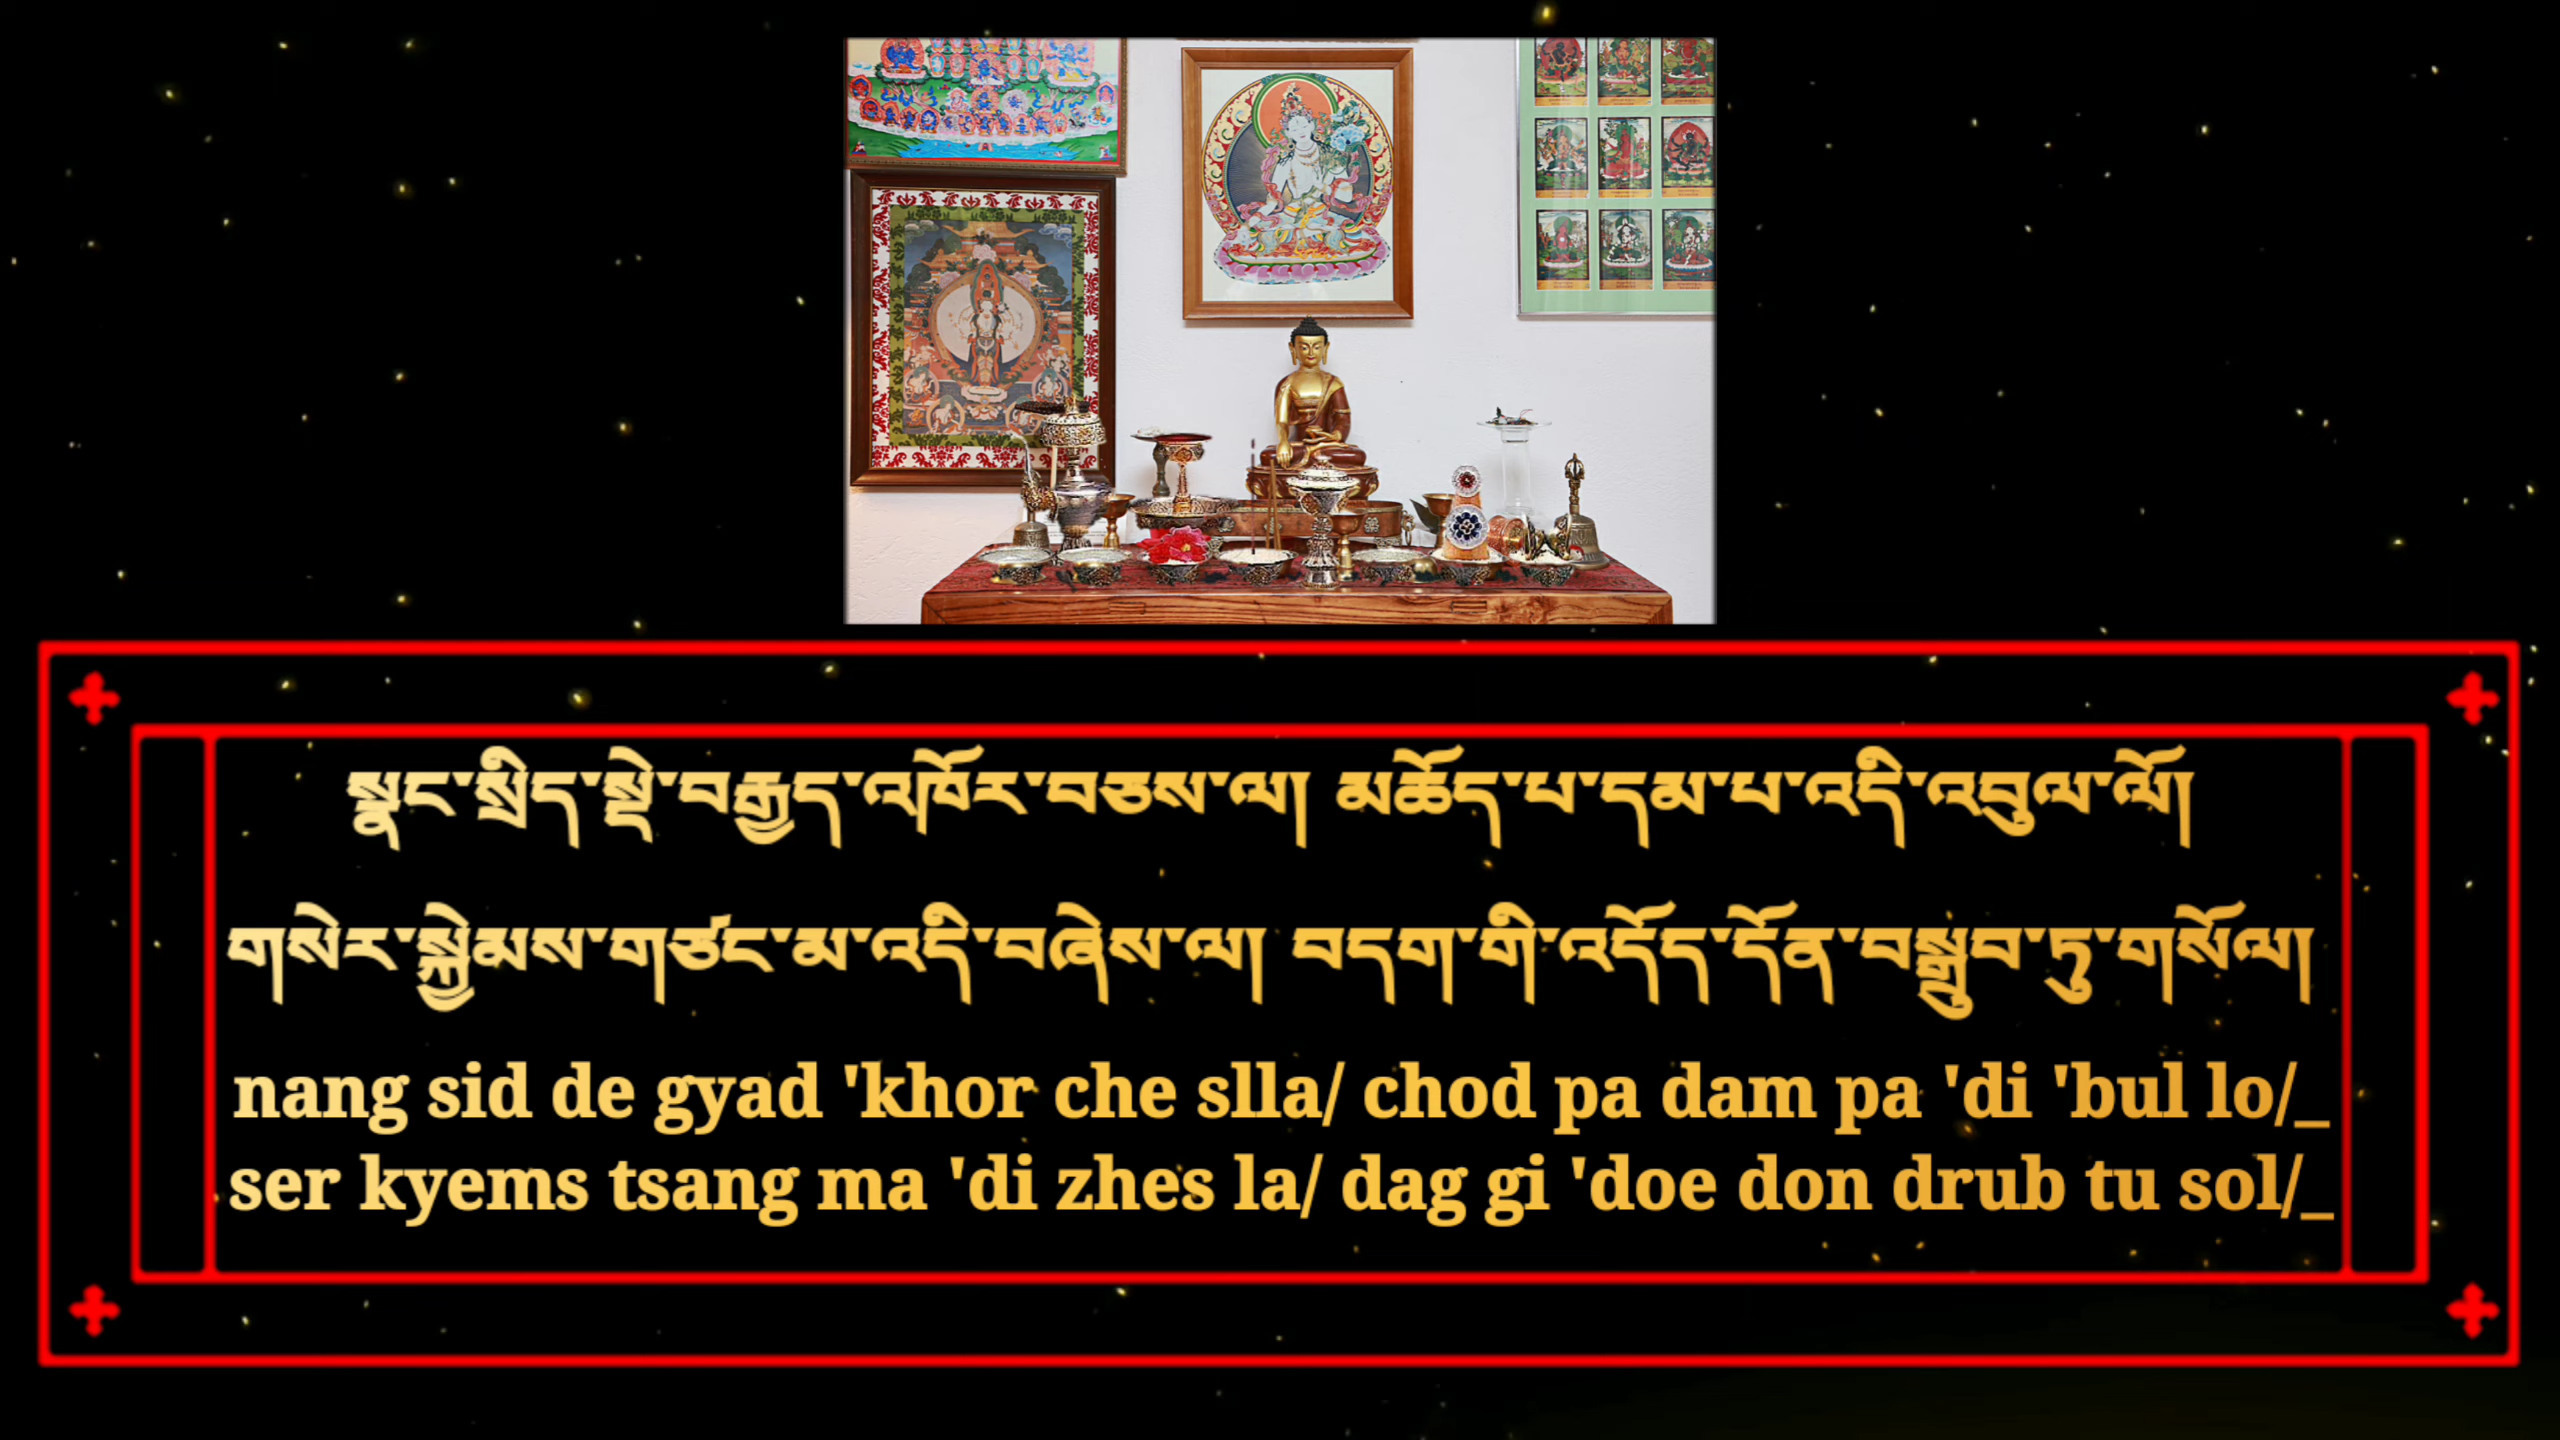 སྣང་སྲིད་སྡེ་བརྒྱད་འཁོར་བཅས་ལ། མཆོད་པ་དམ་པ་འདི་འབུལ་ལོ།
གསེར་སྐྱེམས་གཙང་མ་འདི་བཞེས་ལ། བདག་གི་འདོད་དོན་བསྒྲུབ་ཏུ་གསོལ།
nang sid de gyad 'khor che slla/ chod pa dam pa 'di 'bul lo/_
ser kyems tsang ma 'di zhes la/ dag gi 'doe don drub tu sol/_